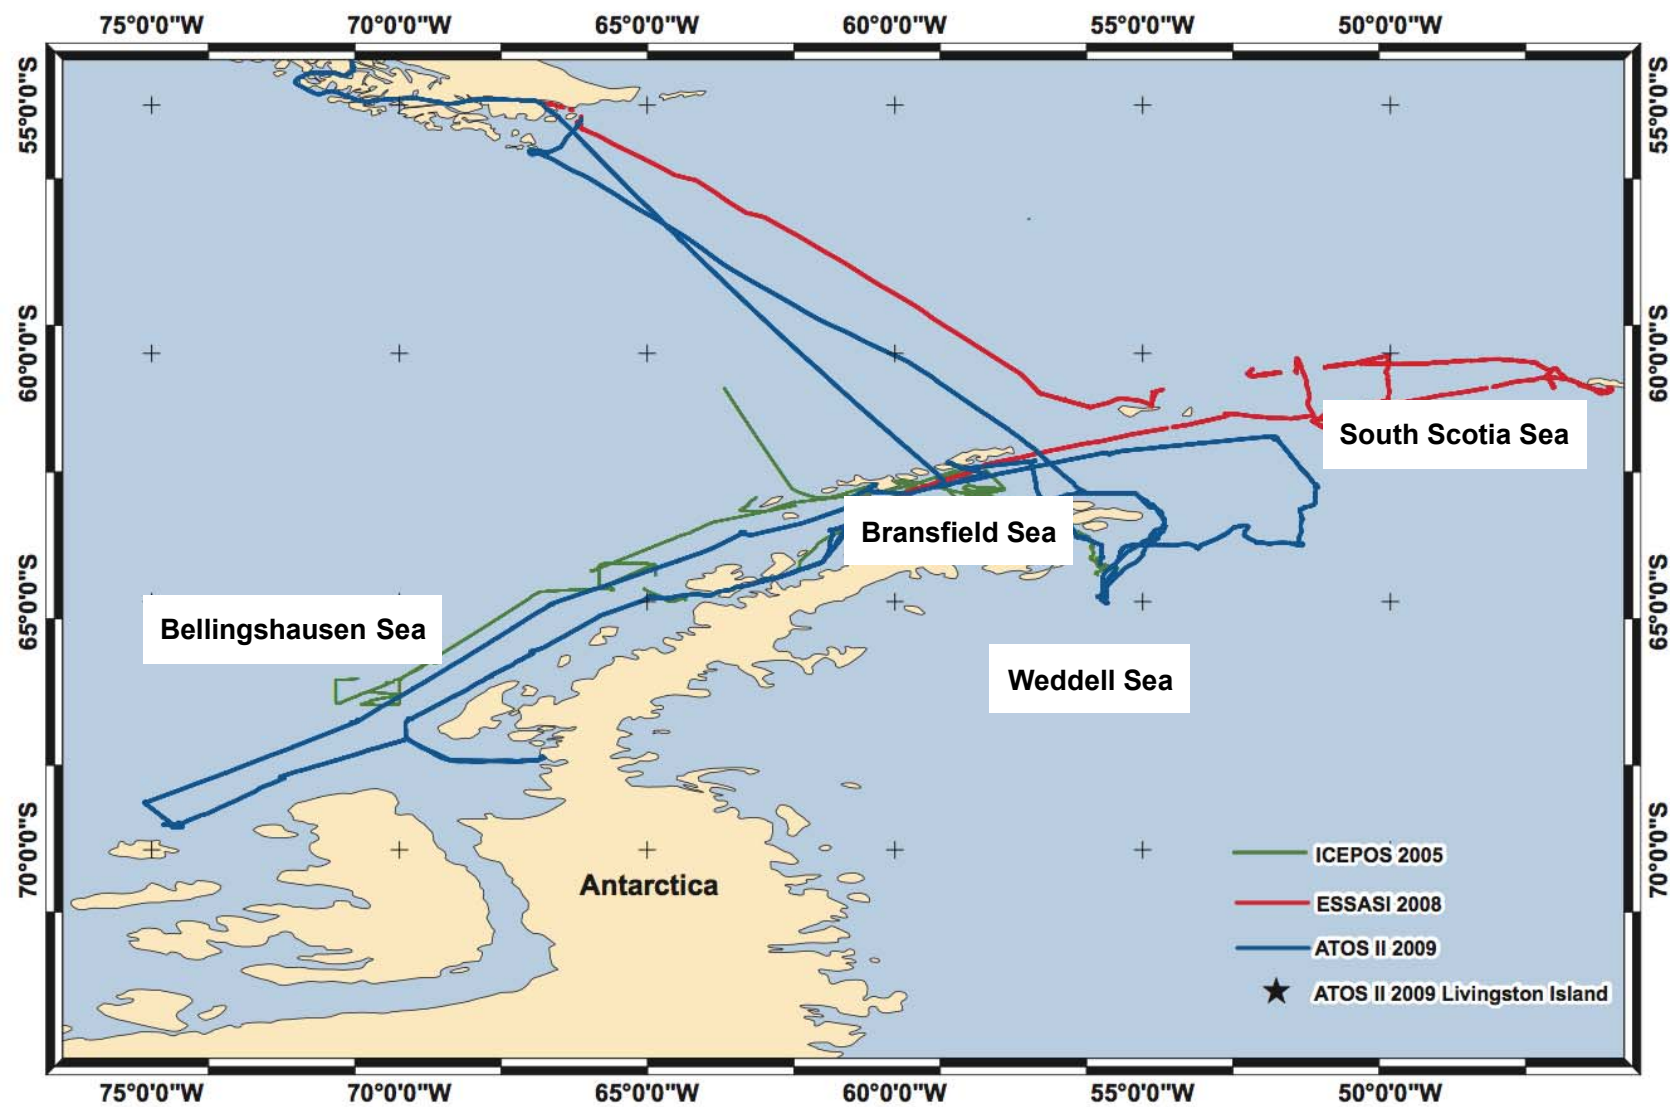 75°0'0"W 70°0'0"W 65°0'0"W 60°0'0"W 55°0'0"W 50°0'0"W
55°0'0"S 55°0'0"S
60°0'0"S 60°0'0"S
South Scotia Sea
Bransfield Sea
65°0'0"S 65°0'0"S
Bellingshausen Sea
Weddell Sea
70°0'0"S 70°0'0"S
Antarctica
ICEPOS 2005
ESSASI 2008
ATOS II 2009
ATOS II 2009 Livingston Island
75°0'0"W 70°0'0"W 65°0'0"W 60°0'0"W 55°0'0"W 50°0'0"W